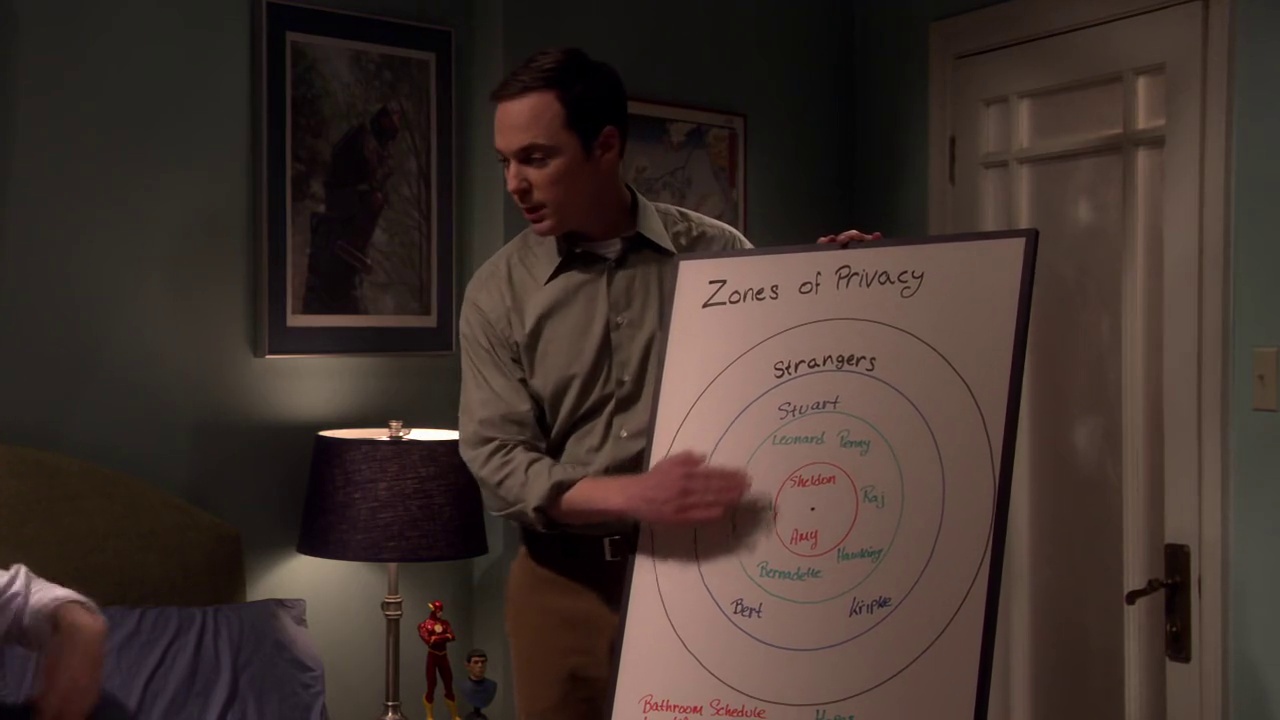 Zones of Privacy
Strangers
Stuart
Leonard Penny
Sheldon
Raj
Amy
Hawking
Bernadette
Bert Kripke
Bathroom Schedule